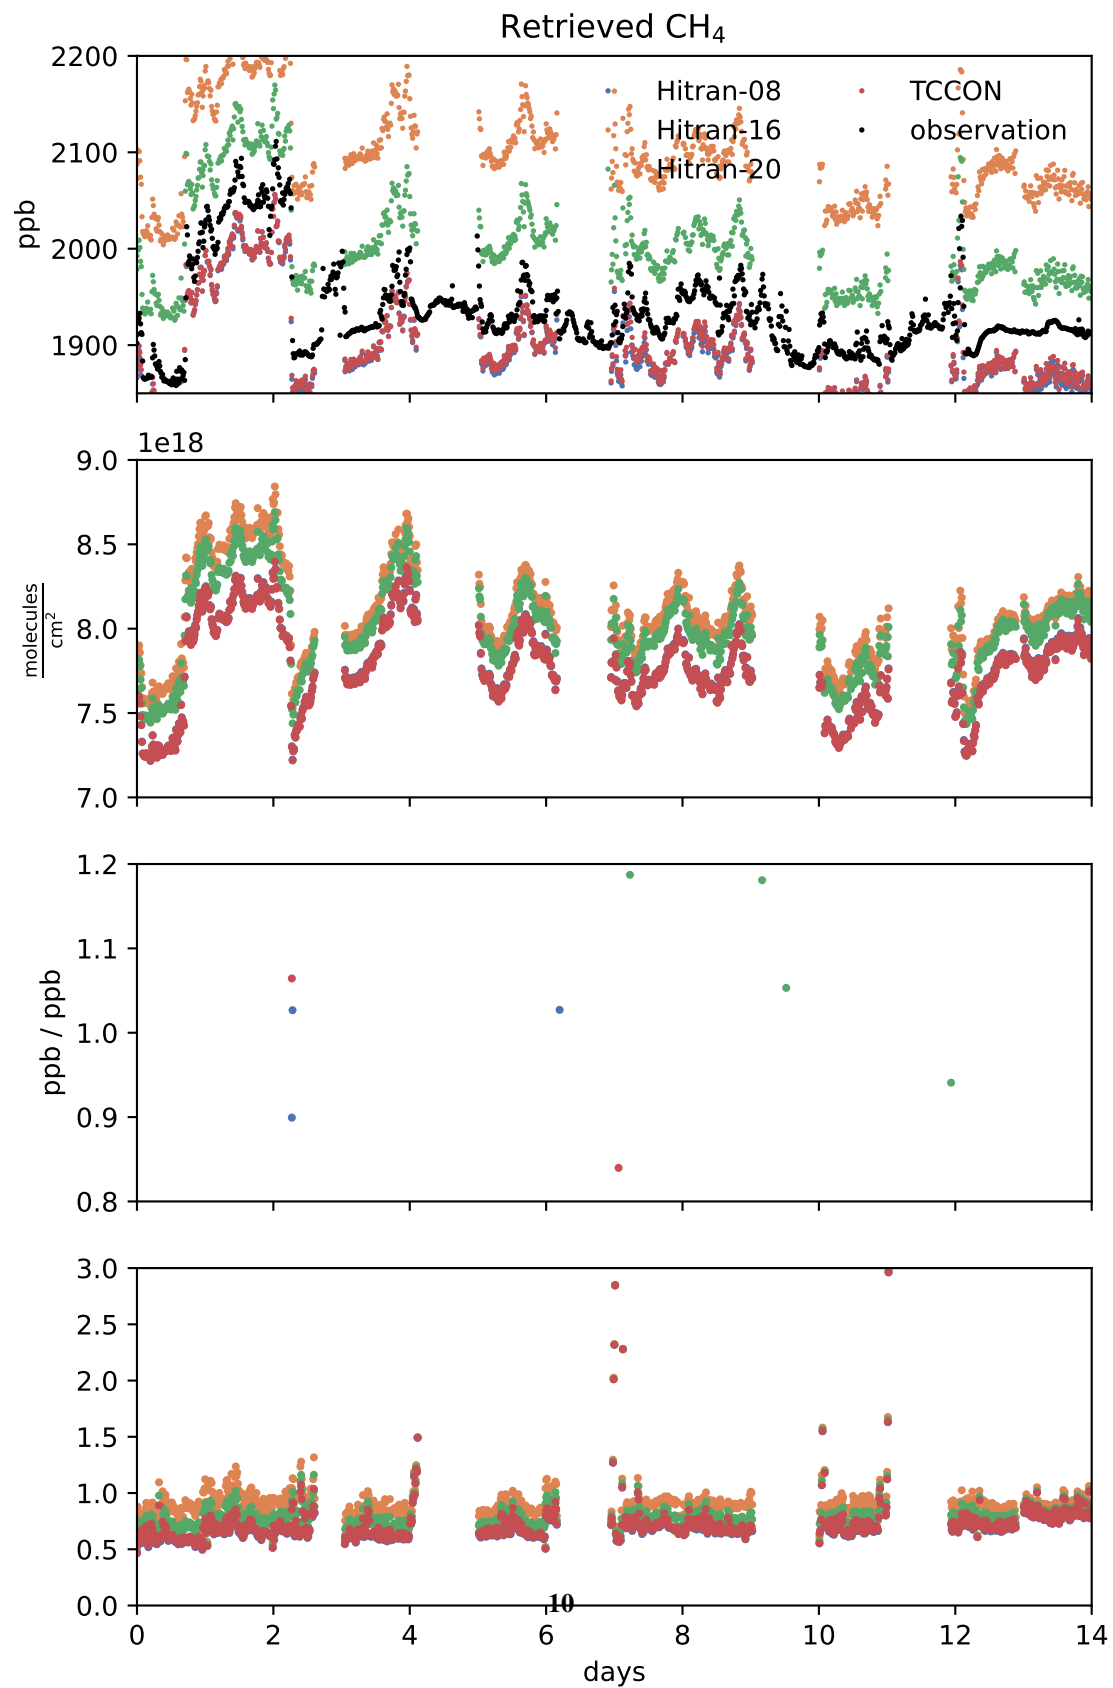 Retrieved CH₄
2200
2100
2000
1900
ppb
Hitran-08
Hitran-16
Hitran-20
TCCON
observation
1e18
9.0
8.5
8.0
7.5
7.0
molecules
cm²
1.2
1.1
1.0
0.9
0.8
ppb / ppb
3.0
2.5
2.0
1.5
1.0
0.5
0.0
10
0 2 4 6 8 10 12 14
days